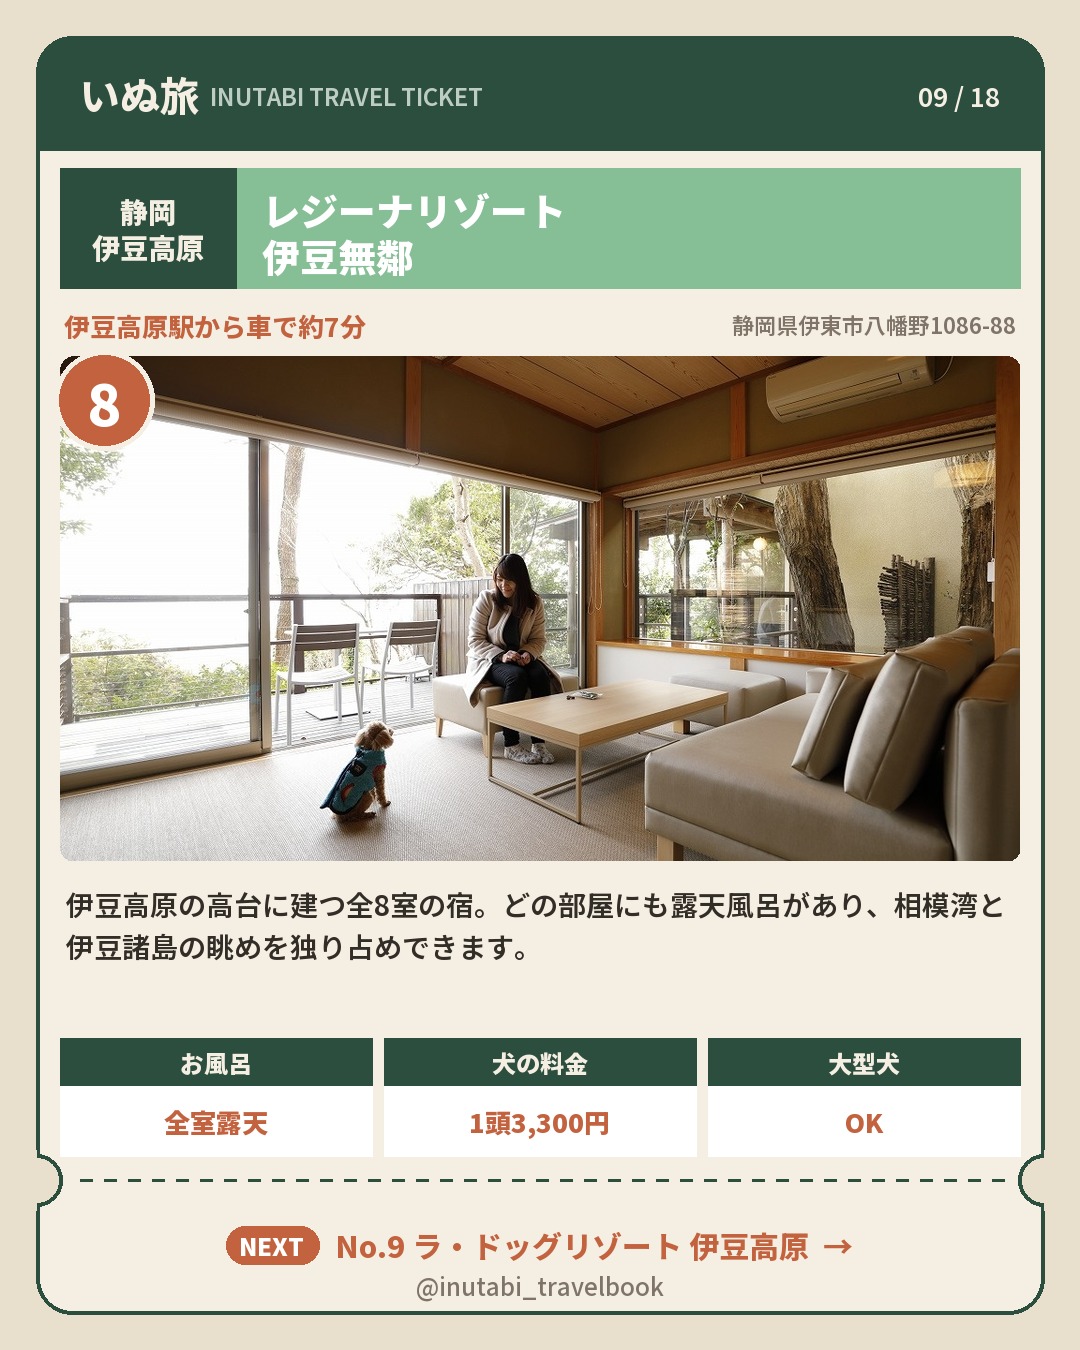 いぬ旅 INUTABI TRAVEL TICKET
09 / 18
静岡
伊豆高原
レジーナリゾート
伊豆無鄰
伊豆高原駅から車で約7分
静岡県伊東市八幡野1086-88
8
伊豆高原の高台に建つ全8室の宿。どの部屋にも露天風呂があり、相模湾と
伊豆諸島の眺めを独り占めできます。
お風呂
犬の料金
大型犬
全室露天
1頭3,300円
OK
NEXT No.9 ラ・ドッグリゾート 伊豆高原 →
@inutabi_travelbook